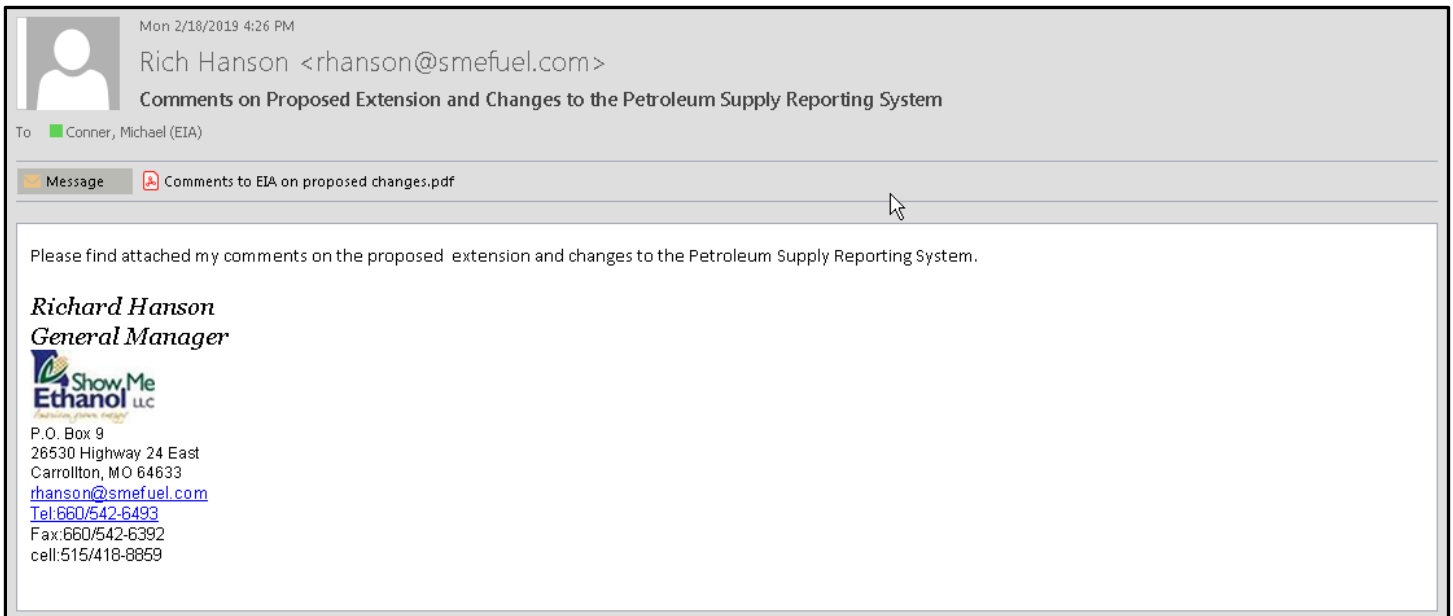 Mon 2/18/2019 4:26 PM
Rich Hanson <rhanson@smefuel.com>
Comments on Proposed Extension and Changes to the Petroleum Supply Reporting System
To Conner, Michael (EIA)
Message Comments to EIA on proposed changes.pdf
Please find attached my comments on the proposed extension and changes to the Petroleum Supply Reporting System.
Richard Hanson
General Manager
Show Me
Ethanol LLC
P.O. Box 9
26530 Highway 24 East
Carrollton, MO 64633
rhanson@smefuel.com
Tel:660/542-6493
Fax:660/542-6392
cell:515/418-8859